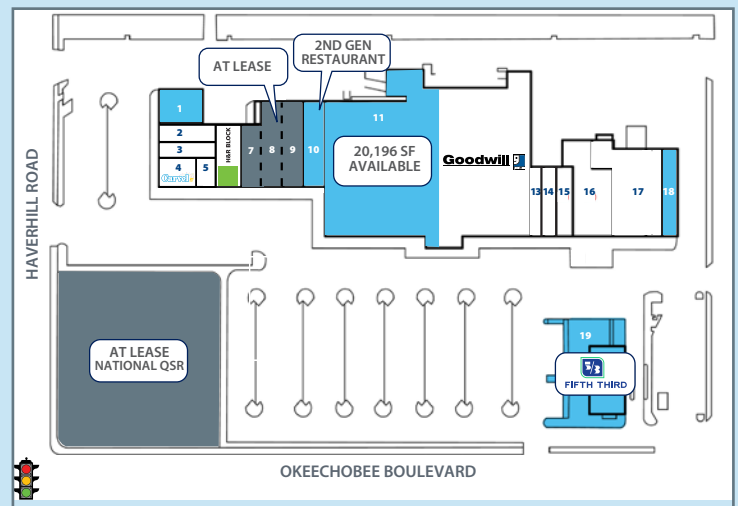 2ND GEN
RESTAURANT
AT LEASE
1
2
3
4
Carvel
5
H&R BLOCK
7
8
9
10
11
20,196 SF
AVAILABLE
Goodwill
13
14
15
16
17
18
HAVERHILL ROAD
AT LEASE
NATIONAL QSR
19
5/3
FIFTH THIRD
OKEECHOBEE BOULEVARD